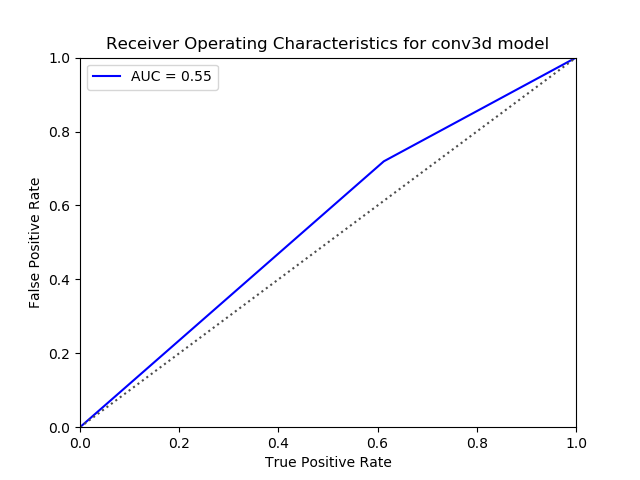 Receiver Operating Characteristics for conv3d model
AUC = 0.55
1.0
0.8
0.6
0.4
0.2
0.0
False Positive Rate
0.0 0.2 0.4 0.6 0.8 1.0
True Positive Rate